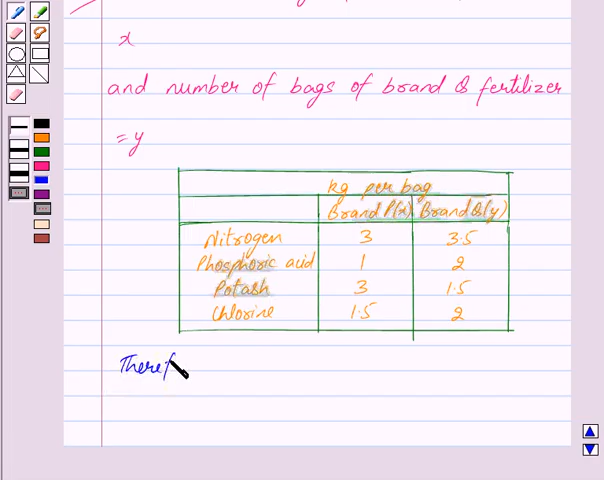 x
and number of bags of brand Q fertilizer
= y
kg per bag
Brand P(x) Brand Q(y)
Nitrogen 3 3.5
Phosphoric acid 1 2
Potash 3 1.5
Chlorine 1.5 2
Theref